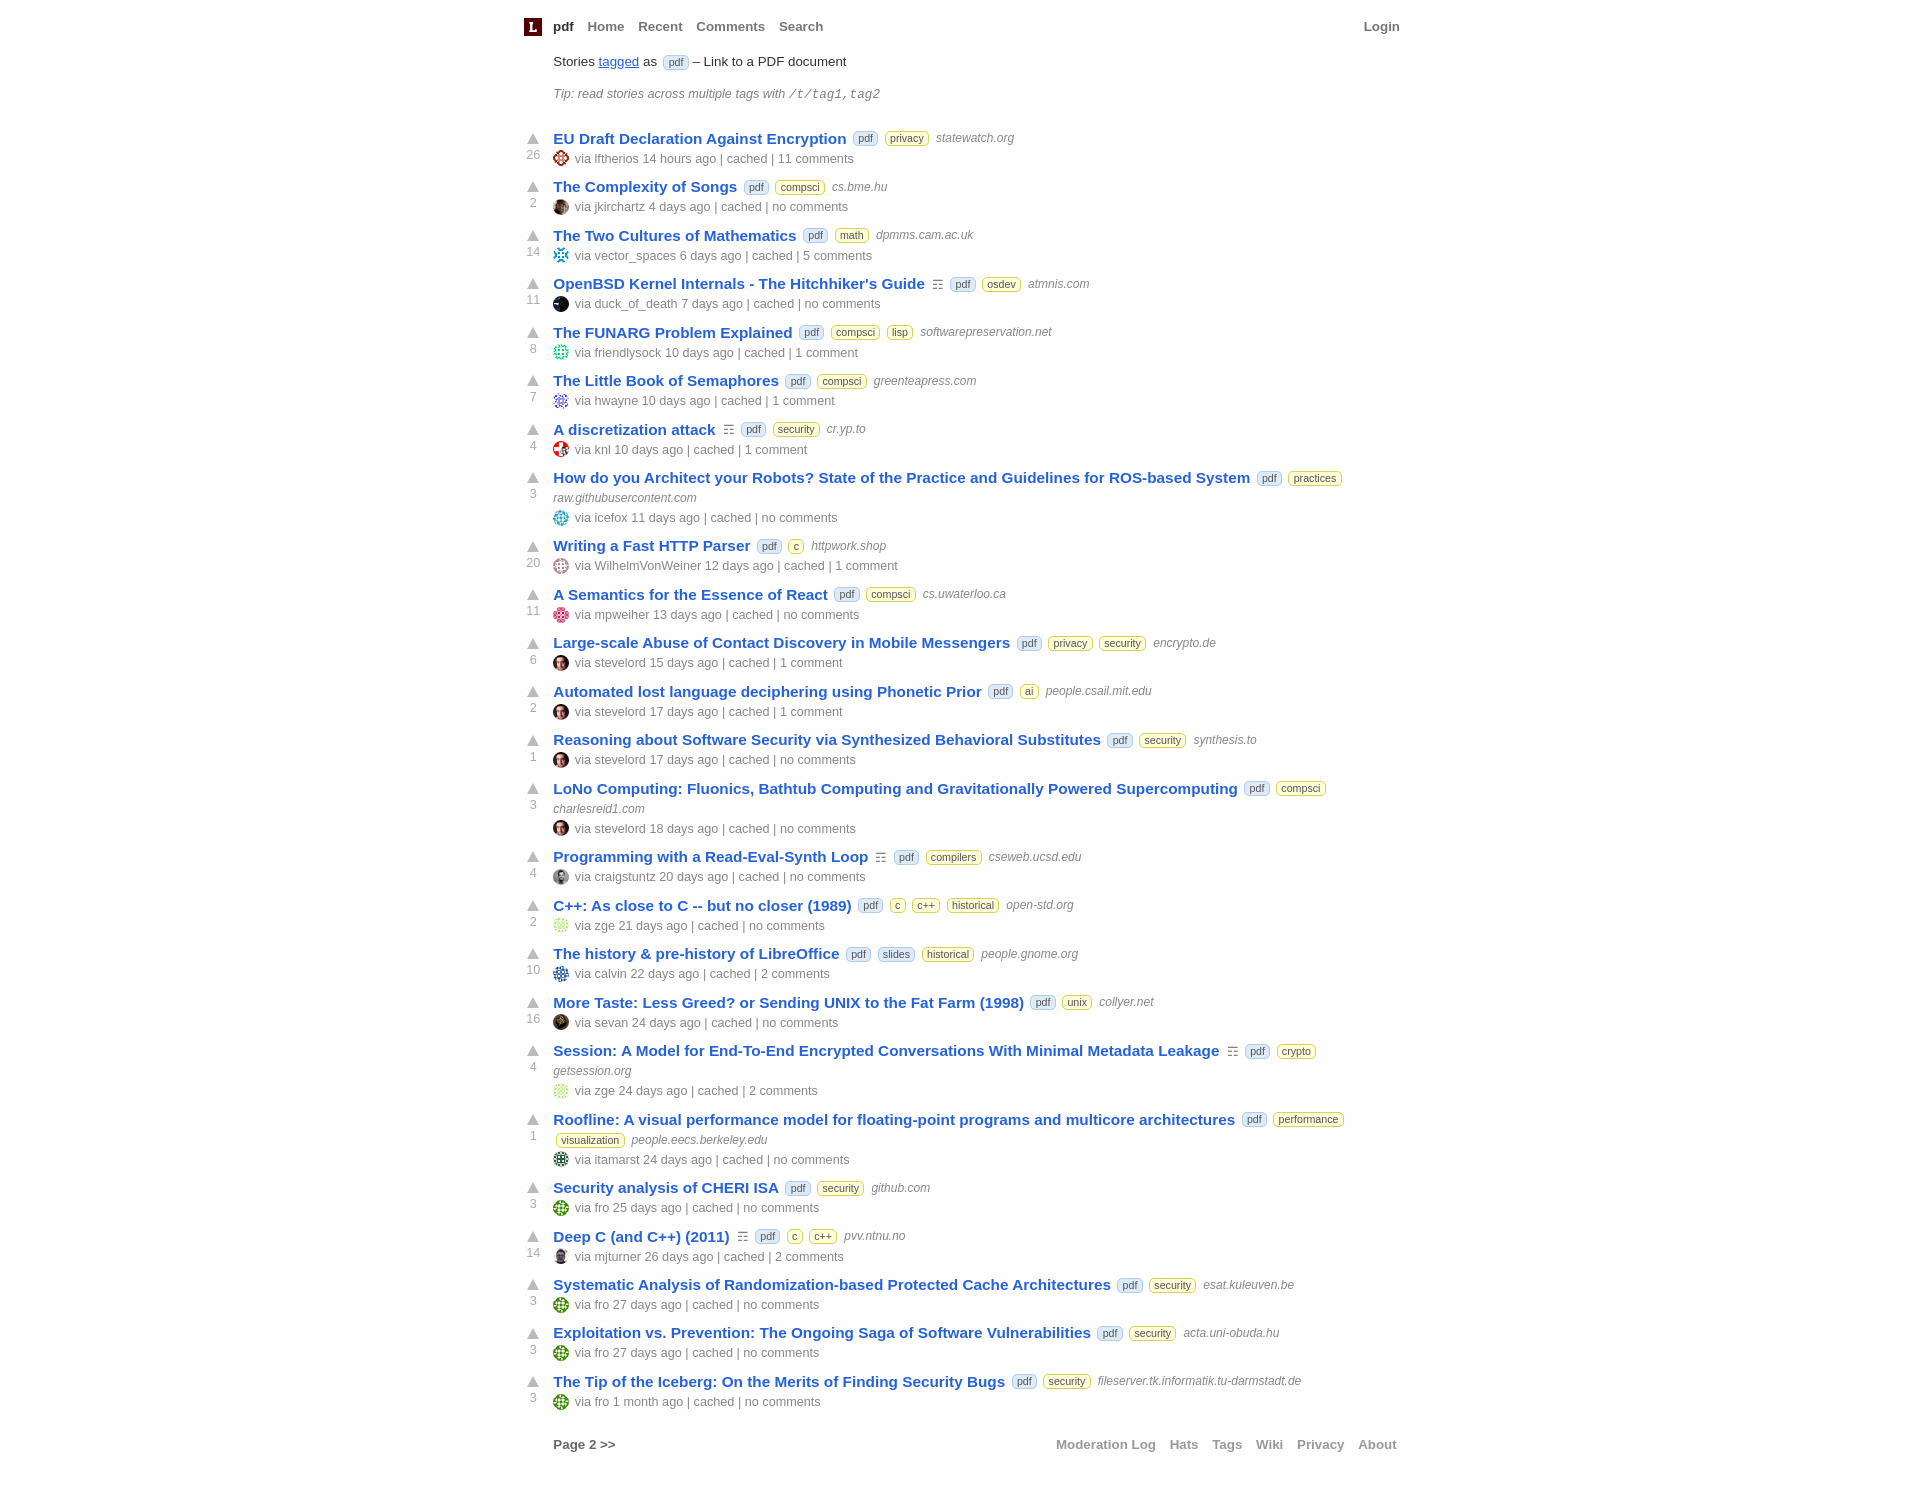 L pdf Home Recent Comments Search Login
Stories tagged as pdf – Link to a PDF document
Tip: read stories across multiple tags with /t/tag1,tag2
EU Draft Declaration Against Encryption pdf privacy statewatch.org
26 via lftherios 14 hours ago | cached | 11 comments
The Complexity of Songs pdf compsci cs.bme.hu
2 via jkirchartz 4 days ago | cached | no comments
The Two Cultures of Mathematics pdf math dpmms.cam.ac.uk
14 via vector_spaces 6 days ago | cached | 5 comments
OpenBSD Kernel Internals - The Hitchhiker's Guide ☶ pdf osdev atmnis.com
11 via duck_of_death 7 days ago | cached | no comments
The FUNARG Problem Explained pdf compsci lisp softwarepreservation.net
8 via friendlysock 10 days ago | cached | 1 comment
The Little Book of Semaphores pdf compsci greenteapress.com
7 via hwayne 10 days ago | cached | 1 comment
A discretization attack ☶ pdf security cr.yp.to
4 via knl 10 days ago | cached | 1 comment
How do you Architect your Robots? State of the Practice and Guidelines for ROS-based System pdf practices
3 raw.githubusercontent.com
via icefox 11 days ago | cached | no comments
Writing a Fast HTTP Parser pdf c httpwork.shop
20 via WilhelmVonWeiner 12 days ago | cached | 1 comment
A Semantics for the Essence of React pdf compsci cs.uwaterloo.ca
11 via mpweiher 13 days ago | cached | no comments
Large-scale Abuse of Contact Discovery in Mobile Messengers pdf privacy security encrypto.de
6 via stevelord 15 days ago | cached | 1 comment
Automated lost language deciphering using Phonetic Prior pdf ai people.csail.mit.edu
2 via stevelord 17 days ago | cached | 1 comment
Reasoning about Software Security via Synthesized Behavioral Substitutes pdf security synthesis.to
1 via stevelord 17 days ago | cached | no comments
LoNo Computing: Fluonics, Bathtub Computing and Gravitationally Powered Supercomputing pdf compsci
3 charlesreid1.com
via stevelord 18 days ago | cached | no comments
Programming with a Read-Eval-Synth Loop ☶ pdf compilers cseweb.ucsd.edu
4 via craigstuntz 20 days ago | cached | no comments
C++: As close to C -- but no closer (1989) pdf c c++ historical open-std.org
2 via zge 21 days ago | cached | no comments
The history & pre-history of LibreOffice pdf slides historical people.gnome.org
10 via calvin 22 days ago | cached | 2 comments
More Taste: Less Greed? or Sending UNIX to the Fat Farm (1998) pdf unix collyer.net
16 via sevan 24 days ago | cached | no comments
Session: A Model for End-To-End Encrypted Conversations With Minimal Metadata Leakage ☶ pdf crypto
4 getsession.org
via zge 24 days ago | cached | 2 comments
Roofline: A visual performance model for floating-point programs and multicore architectures pdf performance
1 visualization people.eecs.berkeley.edu
via itamarst 24 days ago | cached | no comments
Security analysis of CHERI ISA pdf security github.com
3 via fro 25 days ago | cached | no comments
Deep C (and C++) (2011) ☶ pdf c c++ pvv.ntnu.no
14 via mjturner 26 days ago | cached | 2 comments
Systematic Analysis of Randomization-based Protected Cache Architectures pdf security esat.kuleuven.be
3 via fro 27 days ago | cached | no comments
Exploitation vs. Prevention: The Ongoing Saga of Software Vulnerabilities pdf security acta.uni-obuda.hu
3 via fro 27 days ago | cached | no comments
The Tip of the Iceberg: On the Merits of Finding Security Bugs pdf security fileserver.tk.informatik.tu-darmstadt.de
3 via fro 1 month ago | cached | no comments
Page 2 >> Moderation Log Hats Tags Wiki Privacy About